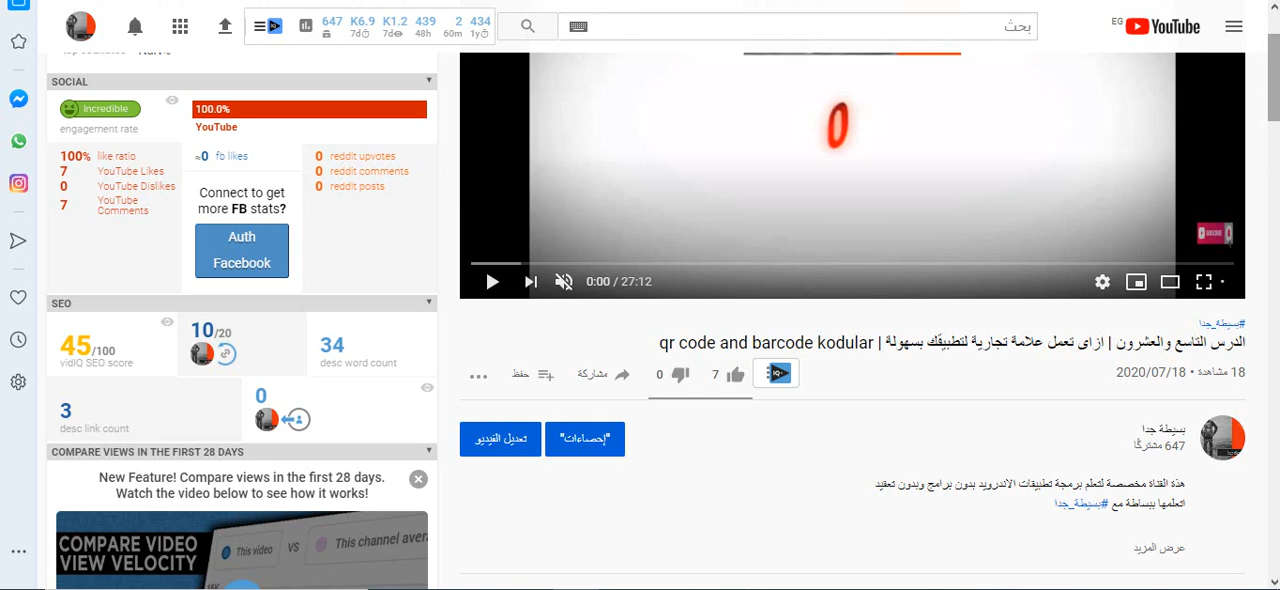 647 K6.9 K1.2 439 2 434
7d 7d 48h 60m 1y
بحث
EG
YouTube
SOCIAL
Incredible
engagement rate
100.0%
YouTube
100% like ratio
7 YouTube Likes
0 YouTube Dislikes
7 YouTube Comments
≈0 fb likes
Connect to get
more FB stats?
Auth
Facebook
0 reddit upvotes
0 reddit comments
0 reddit posts
SEO
45/100
vidIQ SEO score
10/20
34
desc word count
3
desc link count
0
COMPARE VIEWS IN THE FIRST 28 DAYS
New Feature! Compare views in the first 28 days.
Watch the video below to see how it works!
COMPARE VIDEO
VIEW VELOCITY
This video VS This channel aver
0
SUBSCRIBE
0:00 / 27:12
#بسيطة_جدا
الدرس التاسع والعشرون | ازاى تعمل علامة تجارية لتطبيقك بسهولة | qr code and barcode kodular
18 مشاهدة • 2020/07/18
7
0
مشاركة
حفظ
بسيطة جدا
647 مشتركًا
"إحصاءات"
تعديل الفيديو
هذه القناة مخصصة لتعلم برمجة تطبيقات الاندرويد بدون برامج وبدون تعقيد
اتعلمها ببساطة مع #بسيطة_جدا
عرض المزيد